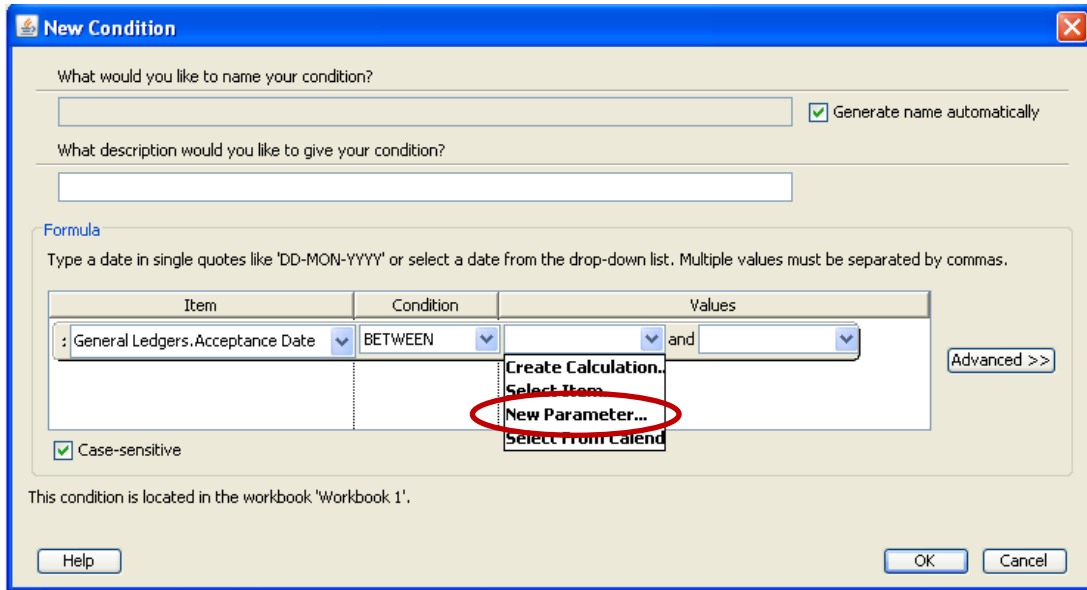 New Condition
What would you like to name your condition?
Generate name automatically
What description would you like to give your condition?
Formula
Type a date in single quotes like 'DD-MON-YYYY' or select a date from the drop-down list. Multiple values must be separated by commas.
Item Condition Values
: General Ledgers.Acceptance Date BETWEEN and
Create Calculation..
Advanced >>
Select Item...
New Parameter...
Select From Calend
Case-sensitive
This condition is located in the workbook 'Workbook 1'.
Help OK Cancel